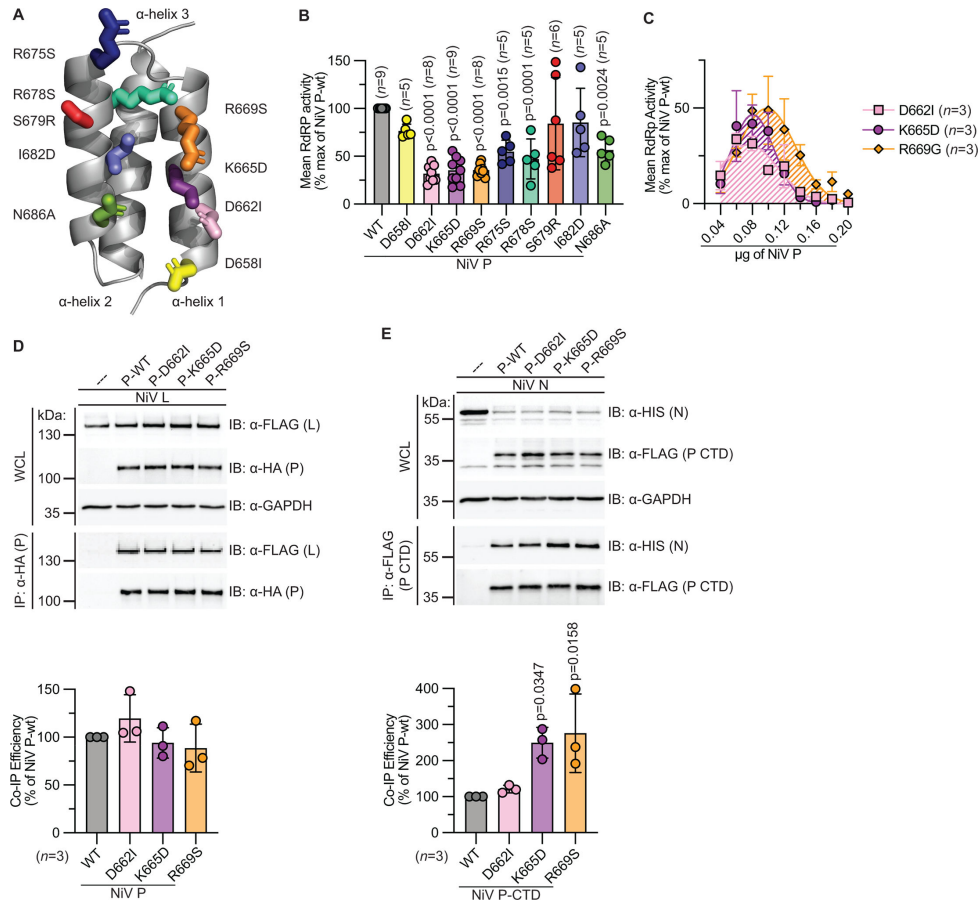 A
α-helix 3
R675S
R678S
S679R
I682D
N686A
R669S
K665D
D662I
D658I
α-helix 2
α-helix 1
B
Mean RdRP activity
(% max of NiV P-wt)
150
100
50
0
(n=9)
(n=5)
p<0.0001 (n=8)
p<0.0001 (n=9)
p<0.0001 (n=8)
p=0.0015 (n=5)
p=0.0001 (n=5)
(n=6)
(n=5)
p=0.0024 (n=5)
WT
D658I
D662I
K665D
R669S
R675S
R678S
S679R
I682D
N686A
NiV P
C
Mean RdRp Activity
(% max of NiV P-wt)
50
0
0.04
0.08
0.12
0.16
0.20
µg of NiV P
D662I (n=3)
K665D (n=3)
R669G (n=3)
D
---
P-WT
P-D662I
P-K665D
P-R669S
NiV L
kDa:
130
100
35
130
100
WCL
IP: α-HA (P)
IB: α-FLAG (L)
IB: α-HA (P)
IB: α-GAPDH
IB: α-FLAG (L)
IB: α-HA (P)
Co-IP Efficiency
(% of NiV P-wt)
150
100
50
0
(n=3)
WT
D662I
K665D
R669S
NiV P
E
---
P-WT
P-D662I
P-K665D
P-R669S
NiV N
kDa:
55
35
35
55
35
WCL
IP: α-FLAG
(P CTD)
IB: α-HIS (N)
IB: α-FLAG (P CTD)
IB: α-GAPDH
IB: α-HIS (N)
IB: α-FLAG (P CTD)
Co-IP Efficiency
(% of NiV P-wt)
400
300
200
100
0
p=0.0347
p=0.0158
(n=3)
WT
D662I
K665D
R669S
NiV P-CTD